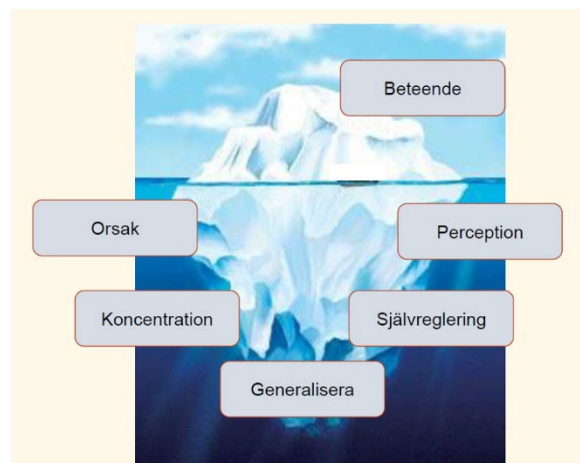 Beteende
Orsak
Perception
Koncentration
Självreglering
Generalisera